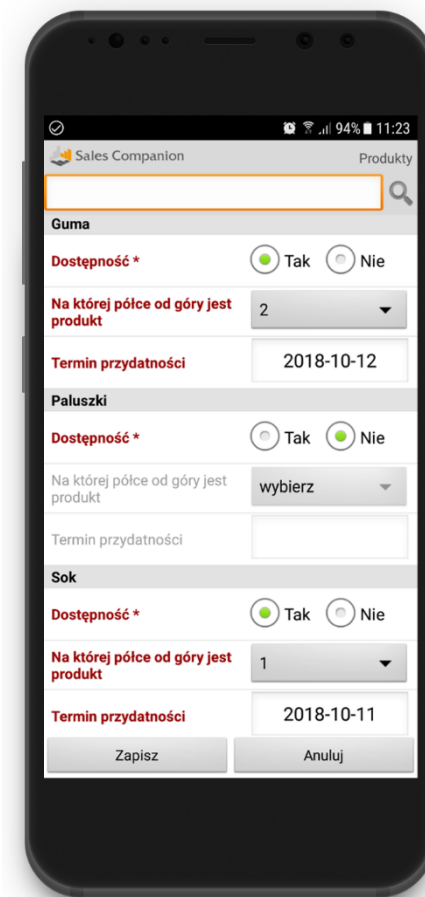 94% 11:23
Sales Companion Produkty
Guma
Dostępność * Tak Nie
Na której półce od góry jest
produkt
2
Termin przydatności 2018-10-12
Paluszki
Dostępność * Tak Nie
Na której półce od góry jest
produkt
wybierz
Termin przydatności
Sok
Dostępność * Tak Nie
Na której półce od góry jest
produkt
1
Termin przydatności 2018-10-11
Zapisz Anuluj